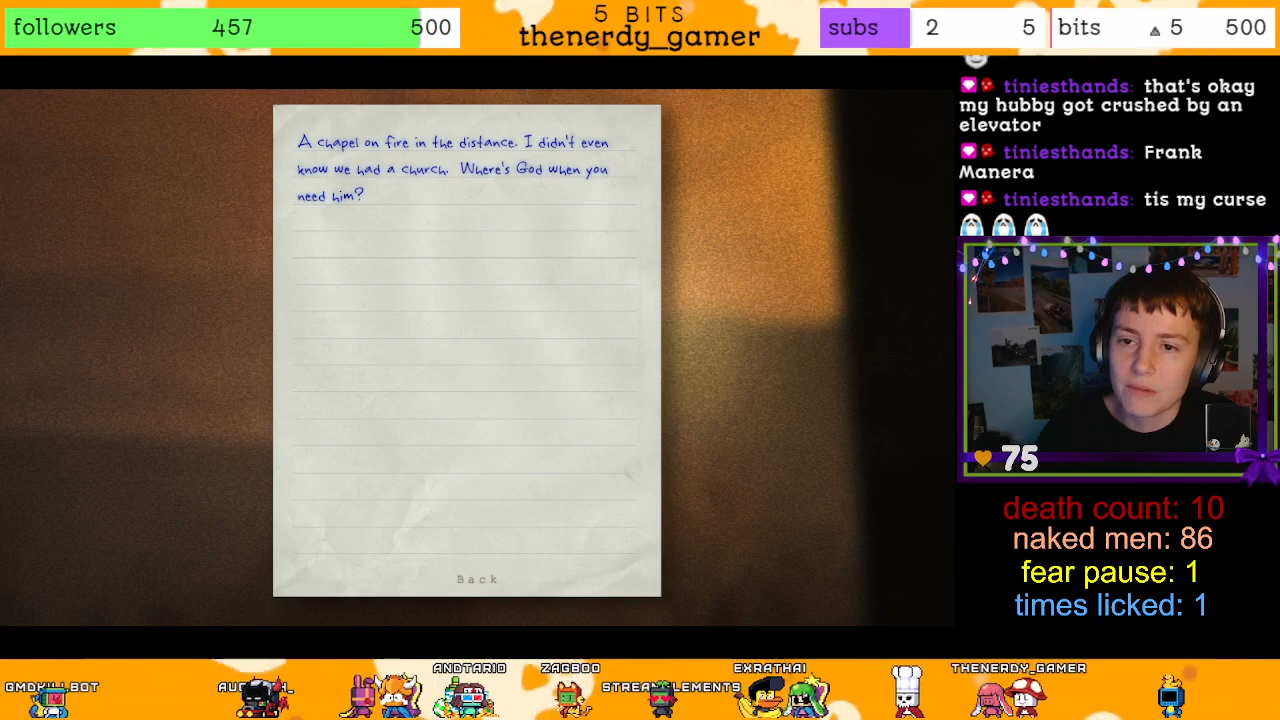 followers 457 500
5 BITS
thenerdy_gamer
subs 2 5
bits 5 500
tiniesthands: that's okay
my hubby got crushed by an
elevator
tiniesthands: Frank
Manera
tiniesthands: tis my curse
A chapel on fire in the distance. I didn't even
know we had a church. Where's God when you
need him?
Back
75
death count: 10
naked men: 86
fear pause: 1
times licked: 1
ANDTARIO ZAGBOO EXRATHAI THENERDY_GAMER